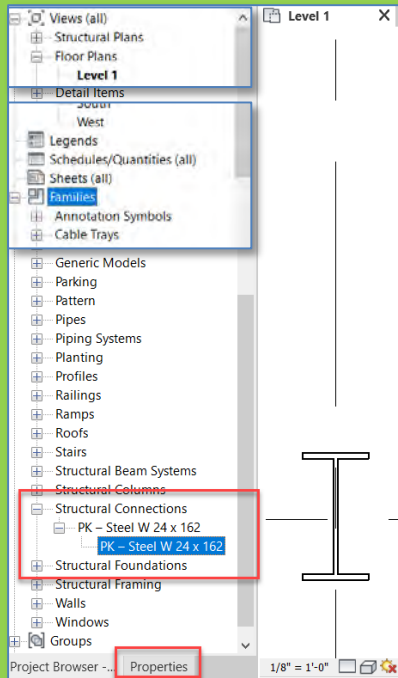 Views (all)
Structural Plans
Floor Plans
Level 1
Detail Items
South
West
Legends
Schedules/Quantities (all)
Sheets (all)
Families
Annotation Symbols
Cable Trays
Generic Models
Parking
Pattern
Pipes
Piping Systems
Planting
Profiles
Railings
Ramps
Roofs
Stairs
Structural Beam Systems
Structural Columns
Structural Connections
PK – Steel W 24 x 162
PK – Steel W 24 x 162
Structural Foundations
Structural Framing
Walls
Windows
Groups
Project Browser -... Properties
Level 1 X
1/8" = 1'-0"